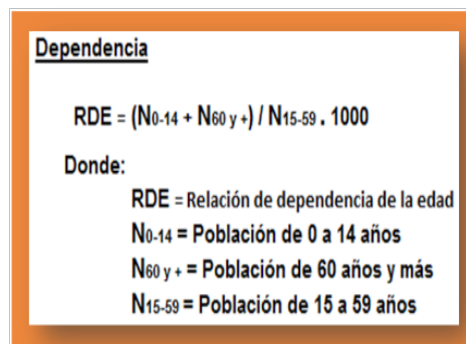 Dependencia
RDE = (N0-14 + N60 y +) / N15-59 . 1000
Donde:
RDE = Relación de dependencia de la edad
N0-14 = Población de 0 a 14 años
N60 y + = Población de 60 años y más
N15-59 = Población de 15 a 59 años